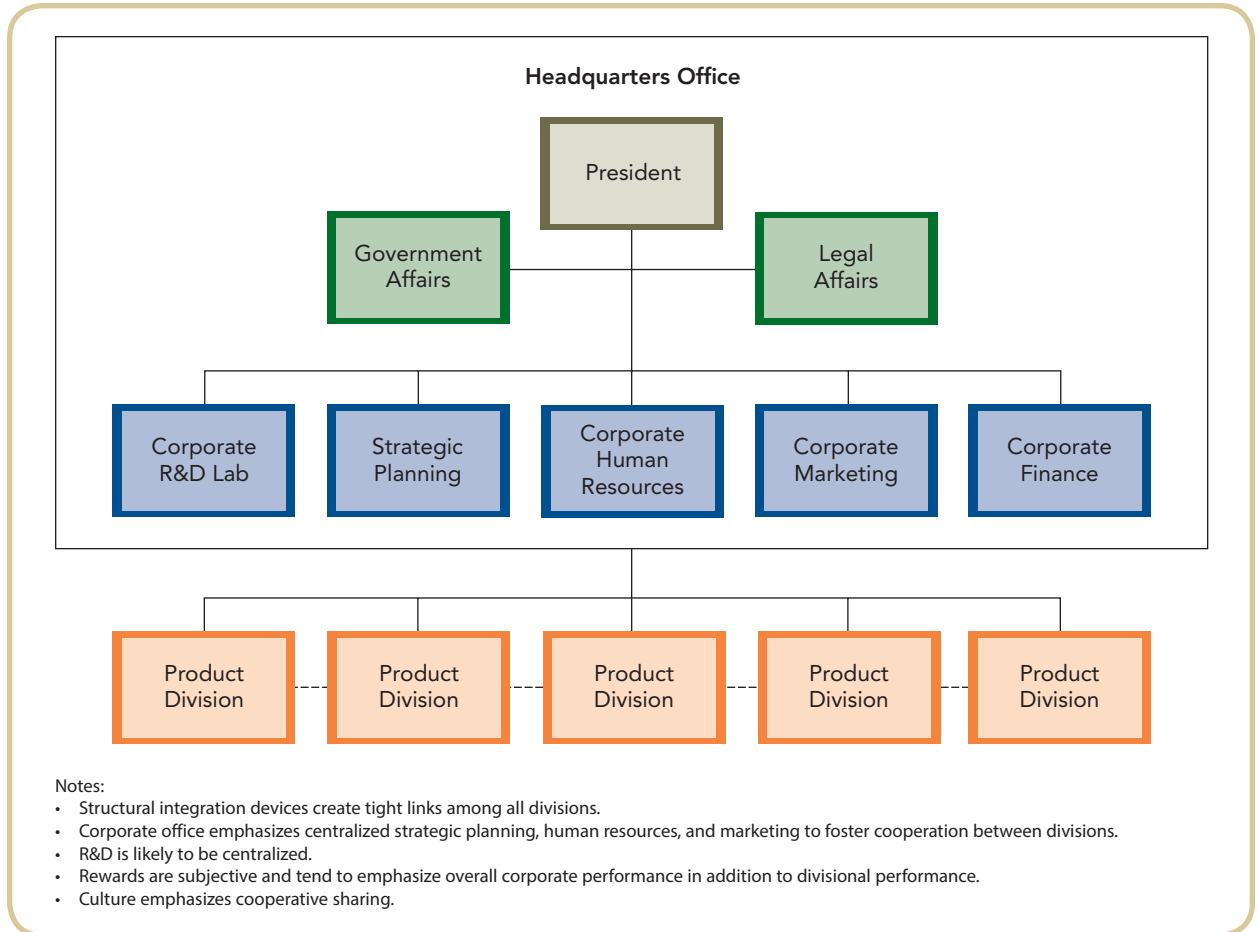 Headquarters Office
President
Government
Affairs
Legal
Affairs
Corporate
R&D Lab
Strategic
Planning
Corporate
Human
Resources
Corporate
Marketing
Corporate
Finance
Product
Division
Product
Division
Product
Division
Product
Division
Product
Division
Notes:
• Structural integration devices create tight links among all divisions.
• Corporate office emphasizes centralized strategic planning, human resources, and marketing to foster cooperation between divisions.
• R&D is likely to be centralized.
• Rewards are subjective and tend to emphasize overall corporate performance in addition to divisional performance.
• Culture emphasizes cooperative sharing.